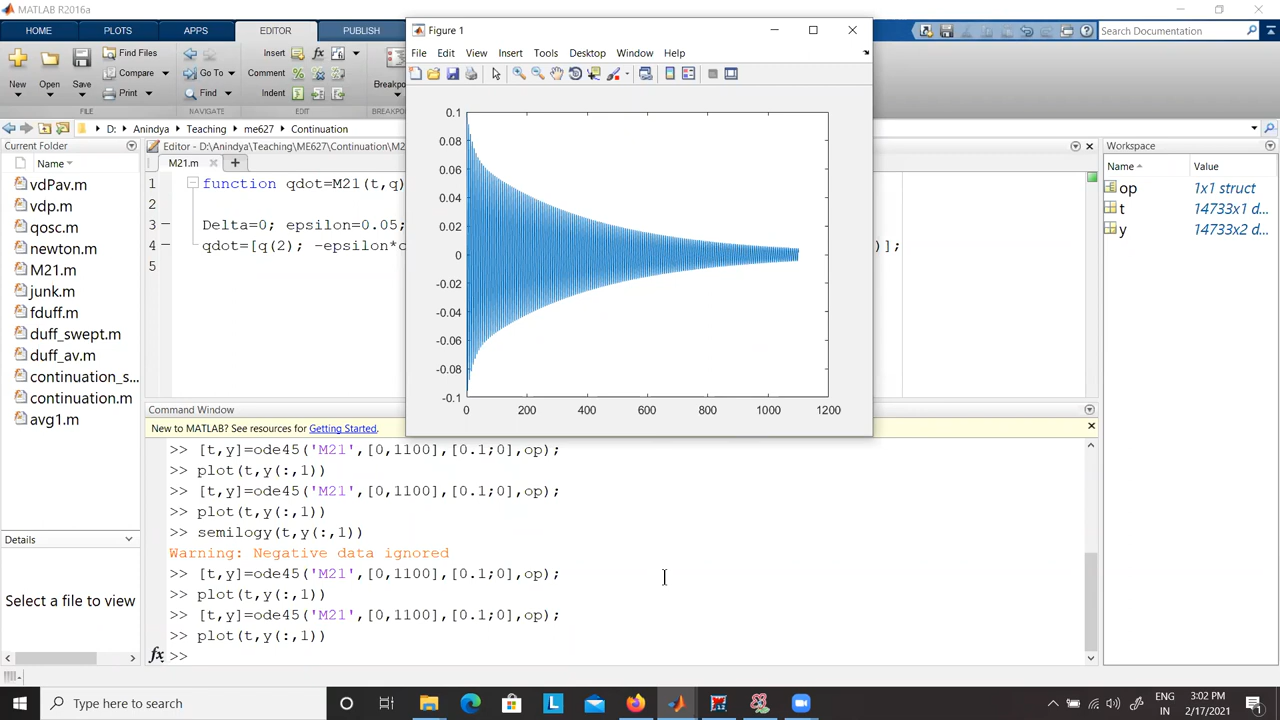 MATLAB R2016a
HOME
PLOTS
APPS
EDITOR
PUBLISH
Search Documentation
New
Open
Save
Find Files
Compare
Print
Insert
Comment
Indent
Go To
Find
Breakpo
FILE
NAVIGATE
EDIT
BREAKPO
D:
Anindya
Teaching
me627
Continuation
Current Folder
Name
vdPav.m
vdp.m
qosc.m
newton.m
M21.m
junk.m
fduff.m
duff_swept.m
duff_av.m
continuation_s...
continuation.m
avg1.m
Details
Select a file to view
Editor - D:\Anindya\Teaching\ME627\Continuation\M2
M21.m
1 function qdot=M21(t,q)
2
3 Delta=0; epsilon=0.05;
4 qdot=[q(2); -epsilon*c )];
5
Figure 1
File Edit View Insert Tools Desktop Window Help
0.1
0.08
0.06
0.04
0.02
0
-0.02
-0.04
-0.06
-0.08
-0.1
0 200 400 600 800 1000 1200
Command Window
New to MATLAB? See resources for Getting Started.
>> [t,y]=ode45('M21',[0,1100],[0.1;0],op);
>> plot(t,y(:,1))
>> [t,y]=ode45('M21',[0,1100],[0.1;0],op);
>> plot(t,y(:,1))
>> semilogy(t,y(:,1))
Warning: Negative data ignored
>> [t,y]=ode45('M21',[0,1100],[0.1;0],op);
>> plot(t,y(:,1))
>> [t,y]=ode45('M21',[0,1100],[0.1;0],op);
>> plot(t,y(:,1))
fx >>
Workspace
Name Value
op 1x1 struct
t 14733x1 d...
y 14733x2 d...
Type here to search
ENG
IN
3:02 PM
2/17/2021